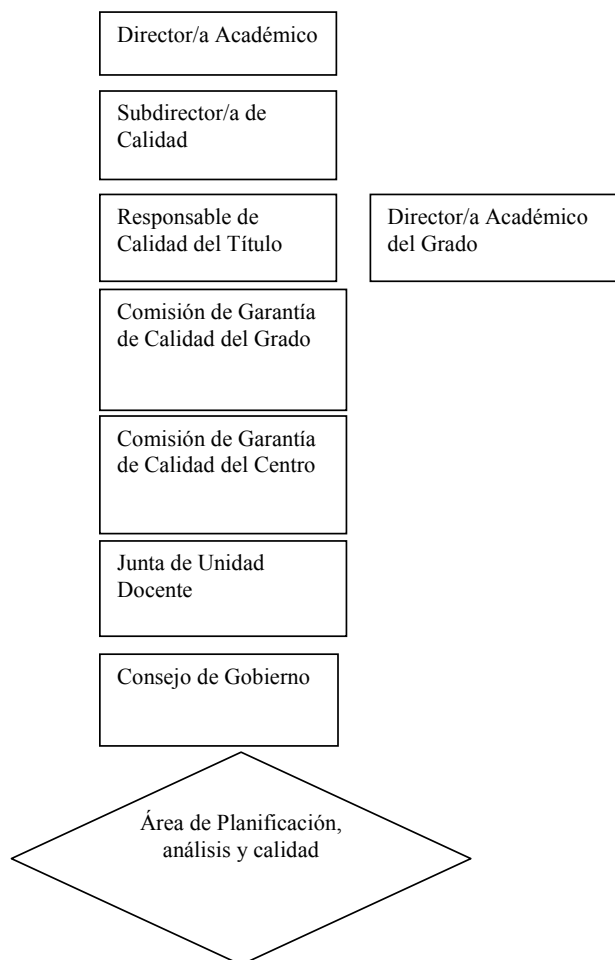 Director/a Académico
Subdirector/a de
Calidad
Responsable de
Calidad del Título
Director/a Académico
del Grado
Comisión de Garantía
de Calidad del Grado
Comisión de Garantía
de Calidad del Centro
Junta de Unidad
Docente
Consejo de Gobierno
Área de Planificación,
análisis y calidad